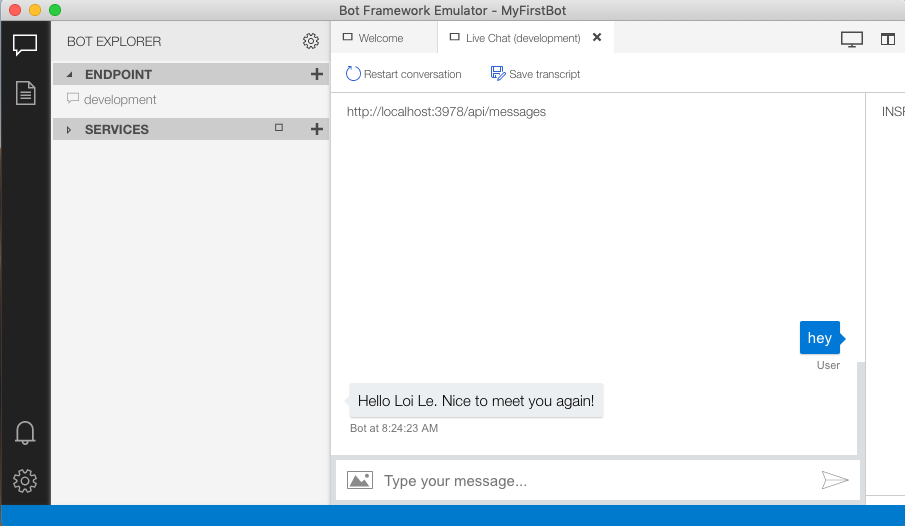 Bot Framework Emulator - MyFirstBot
BOT EXPLORER
Welcome
Live Chat (development)
ENDPOINT
Restart conversation
Save transcript
development
http://localhost:3978/api/messages
SERVICES
hey
User
Hello Loi Le. Nice to meet you again!
Bot at 8:24:23 AM
Type your message...